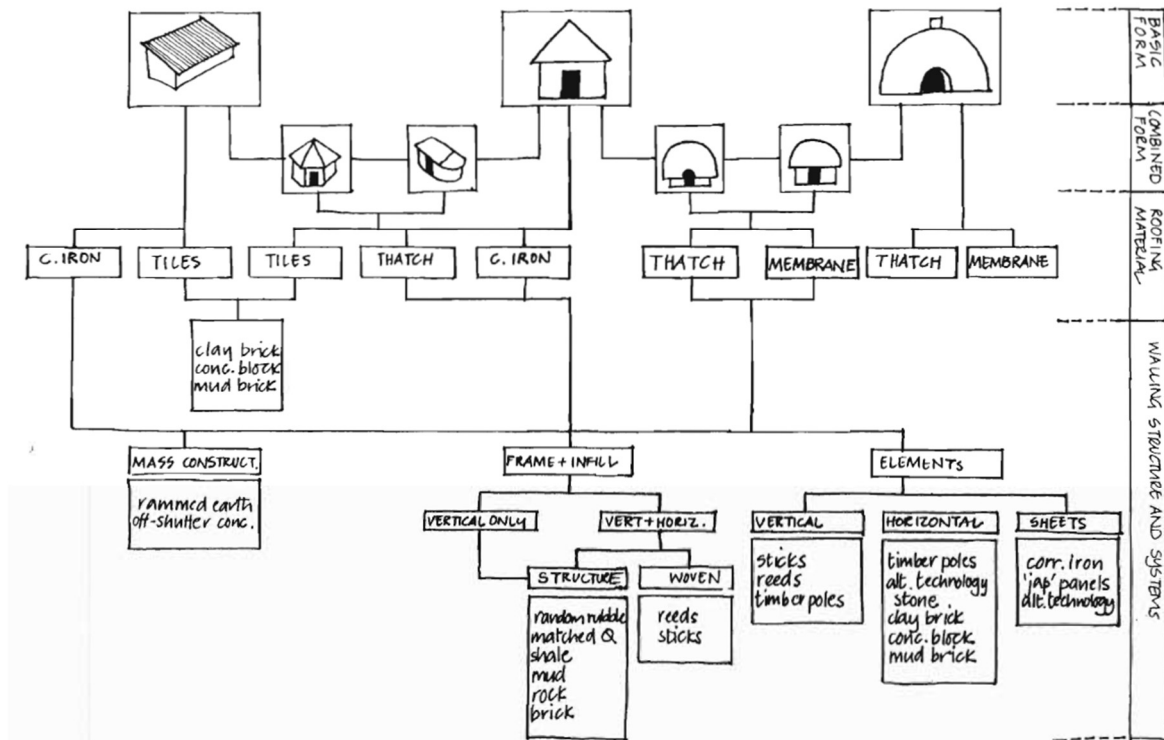 BASIC
FORM
COMBINED
FORM
ROOFING
MATERIAL
C. IRON
TILES
TILES
THATCH
C. IRON
THATCH
MEMBRANE
THATCH
MEMBRANE
clay brick
conc. block
mud brick
WALLING STRUCTURE AND SYSTEMS
MASS CONSTRUCT.
rammed earth
off-shutter conc.
FRAME + INFILL
ELEMENTS
VERTICAL ONLY
VERT + HORIZ.
VERTICAL
sticks
reeds
timber poles
HORIZONTAL
timber poles
alt. technology
stone
clay brick
conc. block
mud brick
SHEETS
corr. iron
'jap' panels
alt. technology
STRUCTURE
random rubble
matched Q
shale
mud
rock
brick
WOVEN
reeds
sticks